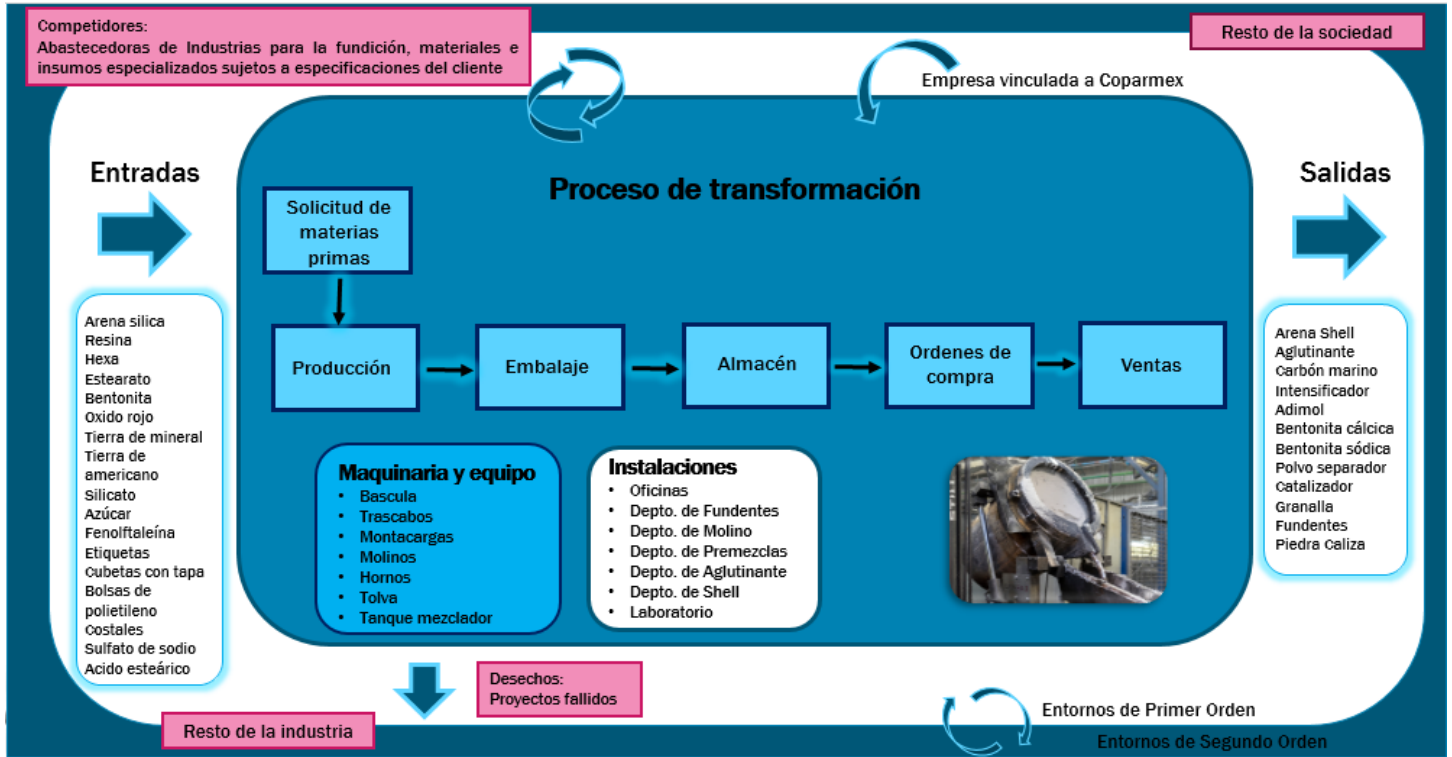 Competidores:
Abastecedoras de Industrias para la fundición, materiales e
insumos especializados sujetos a especificaciones del cliente
Resto de la sociedad
Empresa vinculada a Coparmex
Entradas
Proceso de transformación
Salidas
Solicitud de
materias
primas
Producción
Embalaje
Almacén
Ordenes de
compra
Ventas
Arena silica
Resina
Hexa
Estearato
Bentonita
Oxido rojo
Tierra de mineral
Tierra de
americano
Silicato
Azúcar
Fenolftaleína
Etiquetas
Cubetas con tapa
Bolsas de
polietileno
Costales
Sulfato de sodio
Acido esteárico
Maquinaria y equipo
• Bascula
• Trascabos
• Montacargas
• Molinos
• Hornos
• Tolva
• Tanque mezclador
Instalaciones
• Oficinas
• Depto. de Fundentes
• Depto. de Molino
• Depto. de Premezclas
• Depto. de Aglutinante
• Depto. de Shell
• Laboratorio
Arena Shell
Aglutinante
Carbón marino
Intensificador
Adimol
Bentonita cálcica
Bentonita sódica
Polvo separador
Catalizador
Granalla
Fundentes
Piedra Caliza
Desechos:
Proyectos fallidos
Resto de la industria
Entornos de Primer Orden
Entornos de Segundo Orden